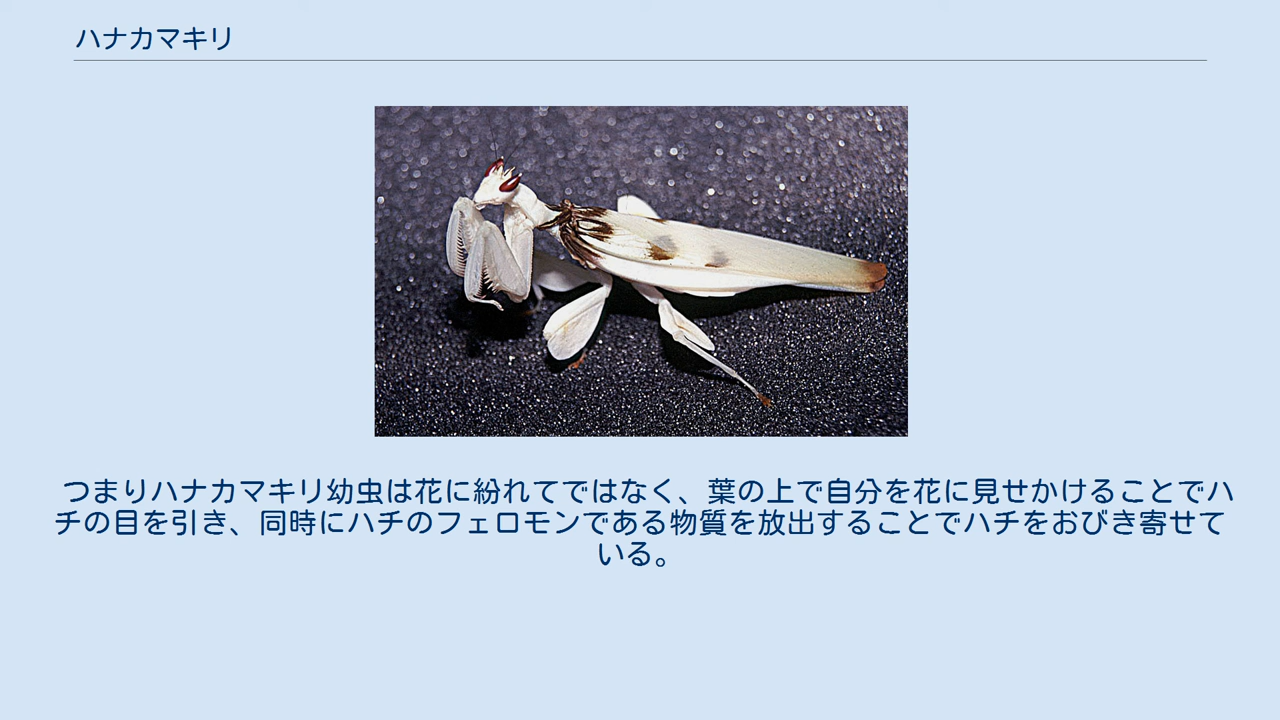 ハナカマキリ
つまりハナカマキリ幼虫は花に紛れてではなく、葉の上で自分を花に見せかけることでハ
チの目を引き、同時にハチのフェロモンである物質を放出することでハチをおびき寄せて
いる。